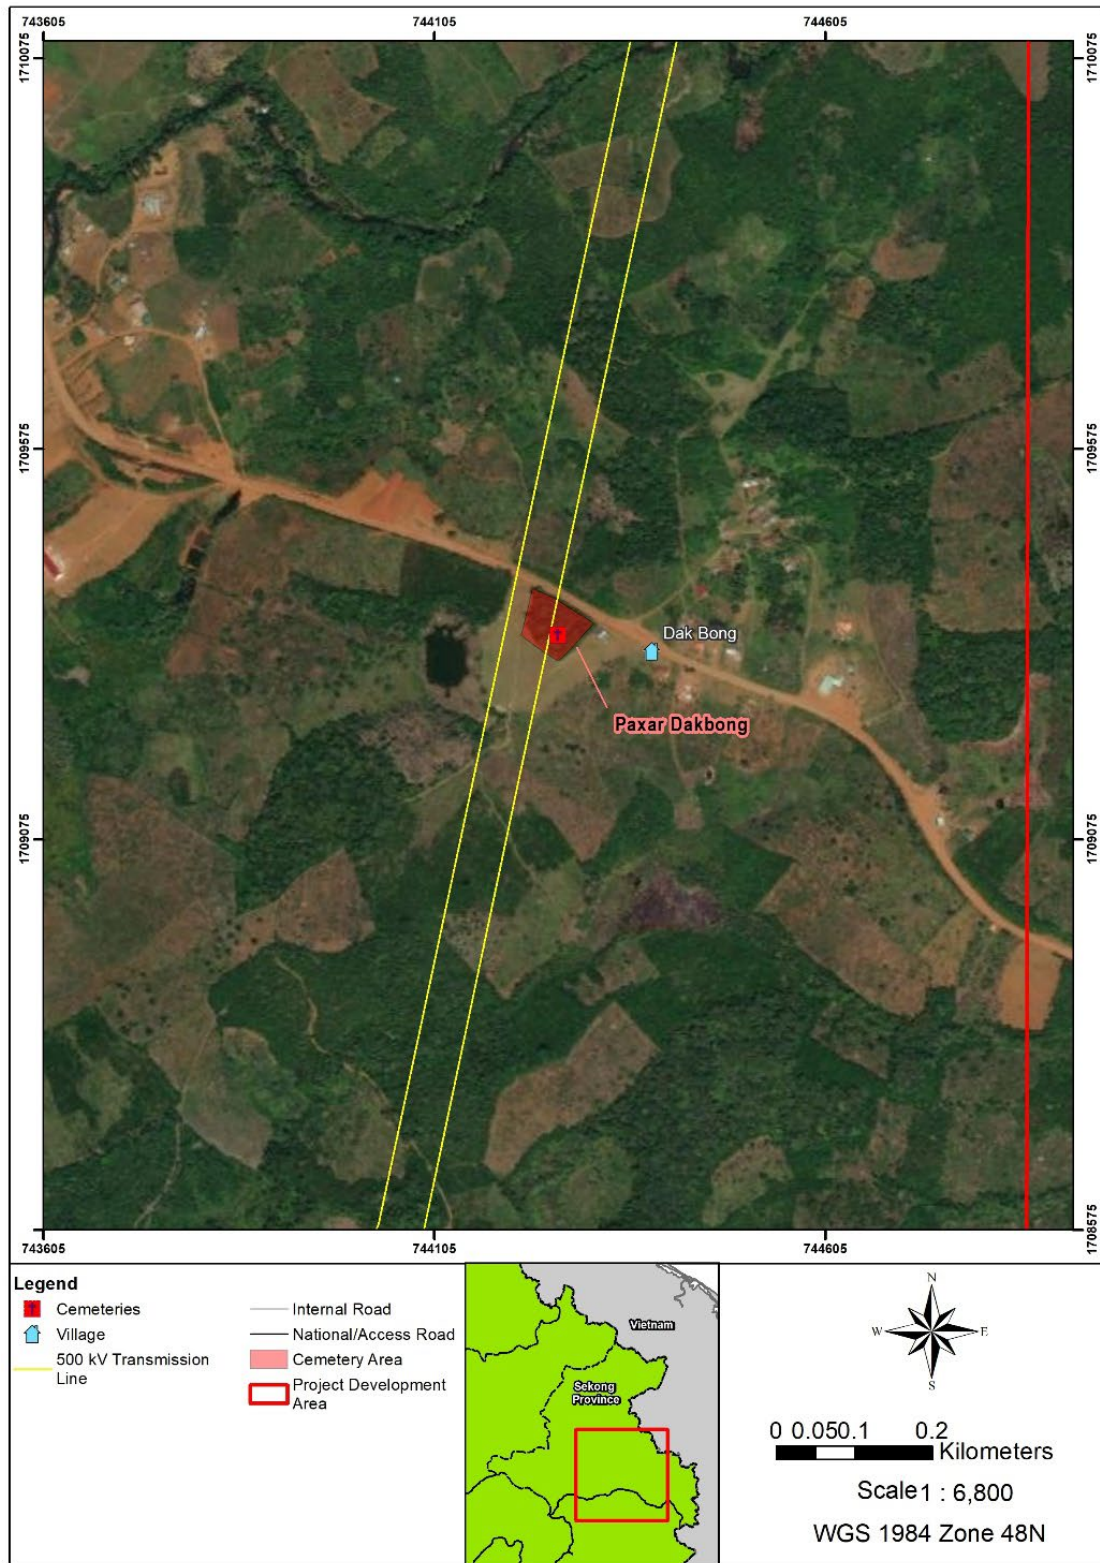 743605
744105
744605
1710075
1710075
1709575
1709575
Dak Bong
Paxar Dakbong
1709075
1709075
1708575
743605
744105
744605
Legend
Cemeteries
Village
500 kV Transmission
Line
Internal Road
National/Access Road
Cemetery Area
Project Development
Area
Vietnam
Sekong
Province
N
W
E
S
0 0.050.1 0.2
Kilometers
Scale1 : 6,800
WGS 1984 Zone 48N